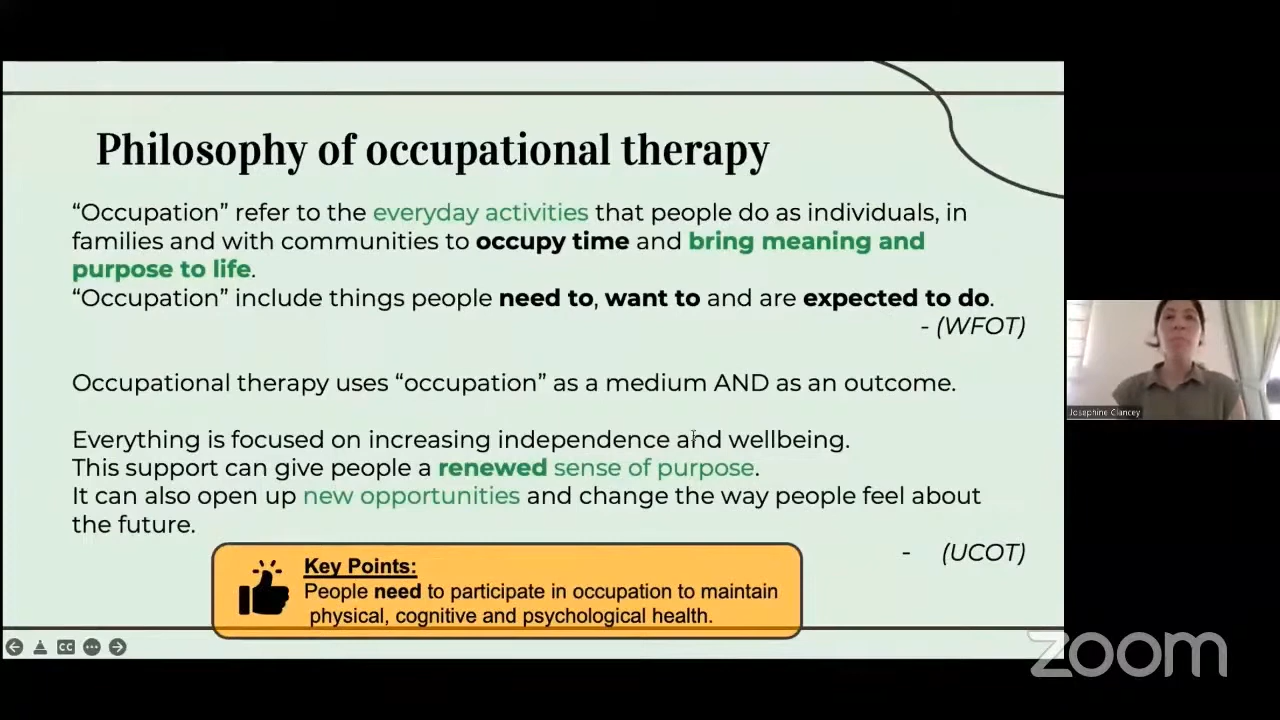 Philosophy of occupational therapy
“Occupation” refer to the everyday activities that people do as individuals, in
families and with communities to occupy time and bring meaning and
purpose to life.
“Occupation” include things people need to, want to and are expected to do.
- (WFOT)
Occupational therapy uses “occupation” as a medium AND as an outcome.
Everything is focused on increasing independence and wellbeing.
This support can give people a renewed sense of purpose.
It can also open up new opportunities and change the way people feel about
the future.
- (UCOT)
Key Points:
People need to participate in occupation to maintain
physical, cognitive and psychological health.
CC
Josephine Clancey
zoom